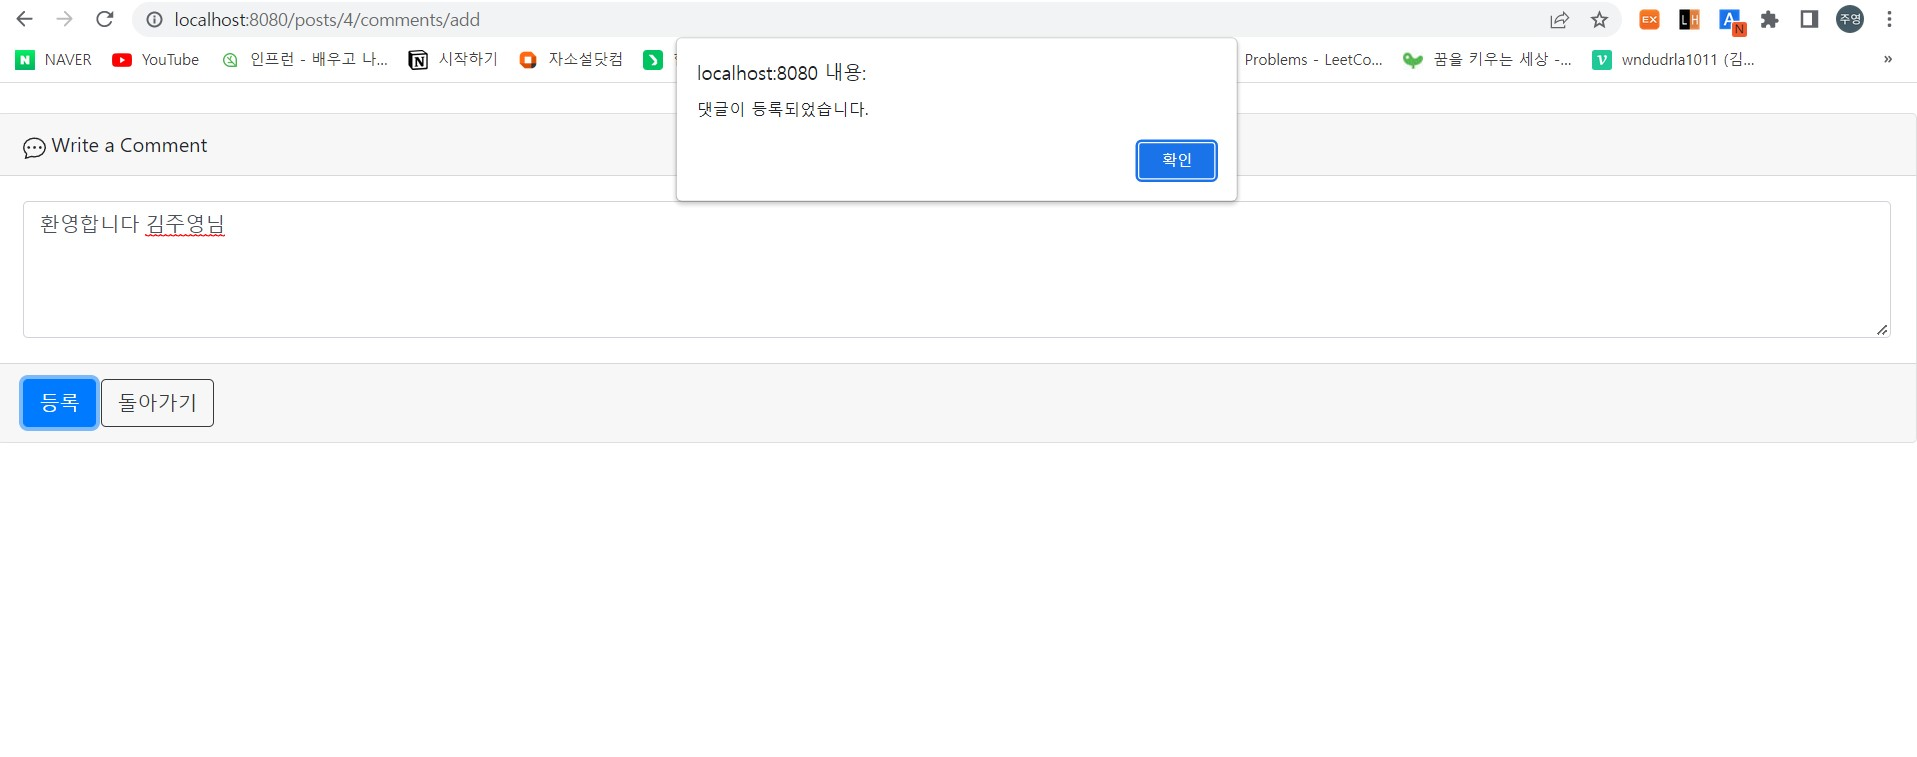 localhost:8080/posts/4/comments/add
EX LH A N 주영
NAVER YouTube 인프런 - 배우고 나... 시작하기 자소설닷컴 Problems - LeetCo... 꿈을 키우는 세상 -... wndudrla1011 (김... »
localhost:8080 내용:
댓글이 등록되었습니다.
확인
Write a Comment
환영합니다 김주영님
등록 돌아가기